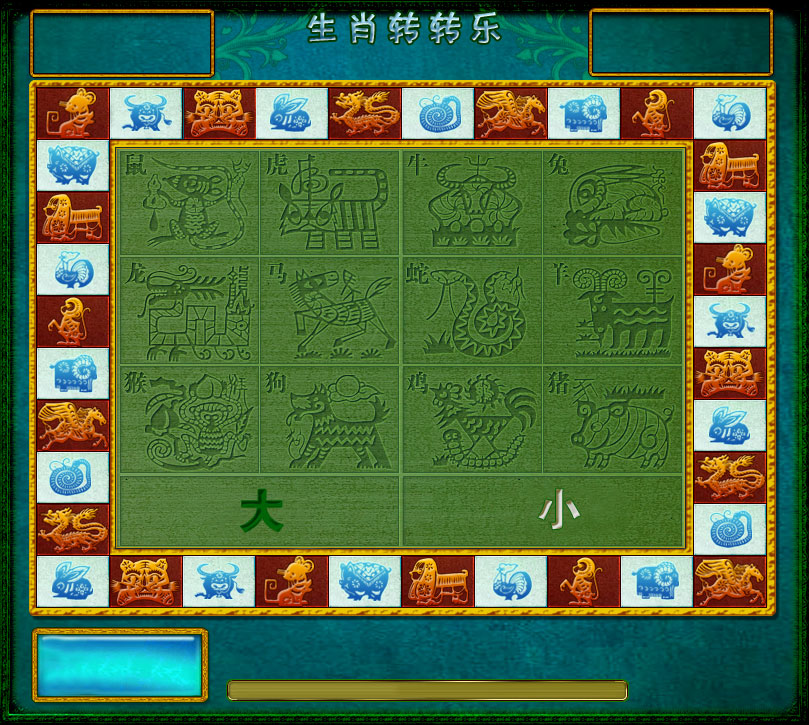 生肖转转乐
鼠 虎 牛 兔
龙 马 蛇 羊
猴 狗 鸡 猪
大 小